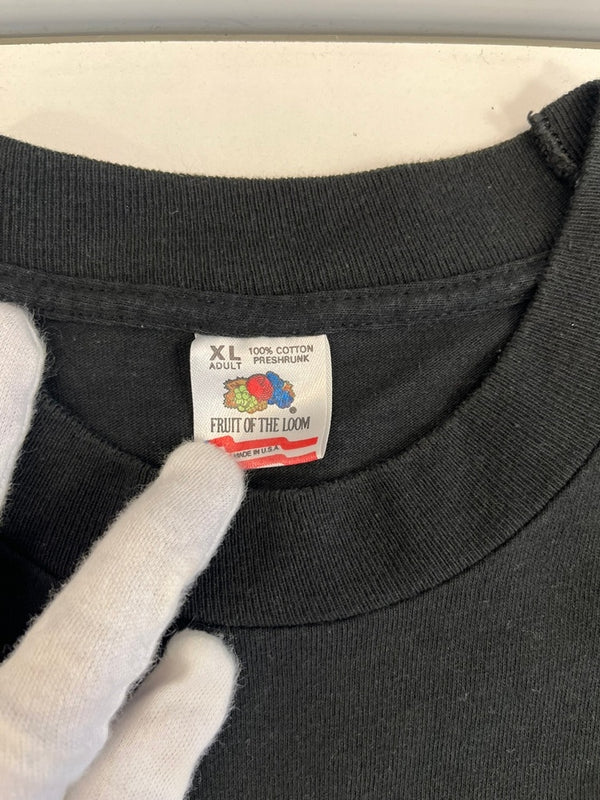 XL 100% COTTON
ADULT PRESHRUNK
®
FRUIT OF THE LOOM
MADE IN U.S.A.